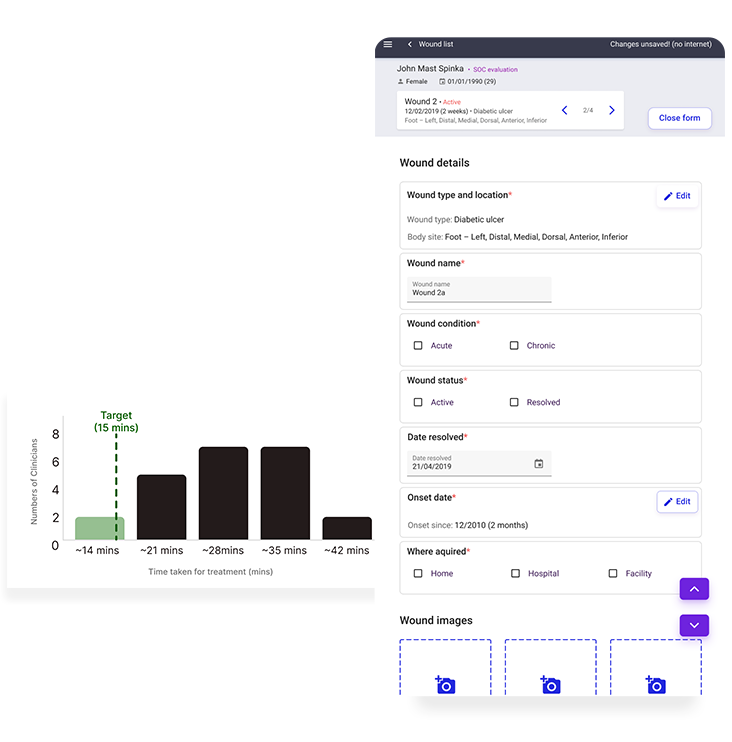 Wound list
Changes unsaved! (no internet)
John Mast Spinka • SOC evaluation
Female 01/01/1990 (29)
Wound 2 • Active
12/02/2019 (2 weeks) • Diabetic ulcer
Foot – Left, Distal, Medial, Dorsal, Anterior, Inferior
2/4
Close form
Wound details
Wound type and location*
Edit
Wound type: Diabetic ulcer
Body site: Foot – Left, Distal, Medial, Dorsal, Anterior, Inferior
Wound name*
Wound name
Wound 2a
Wound condition*
Acute Chronic
Wound status*
Active Resolved
Date resolved*
Date resolved
21/04/2019
Onset date*
Edit
Onset since: 12/2010 (2 months)
Where aquired*
Home Hospital Facility
Wound images
Target
(15 mins)
Numbers of Clinicians
8
6
4
2
0
~14 mins ~21 mins ~28mins ~35 mins ~42 mins
Time taken for treatment (mins)